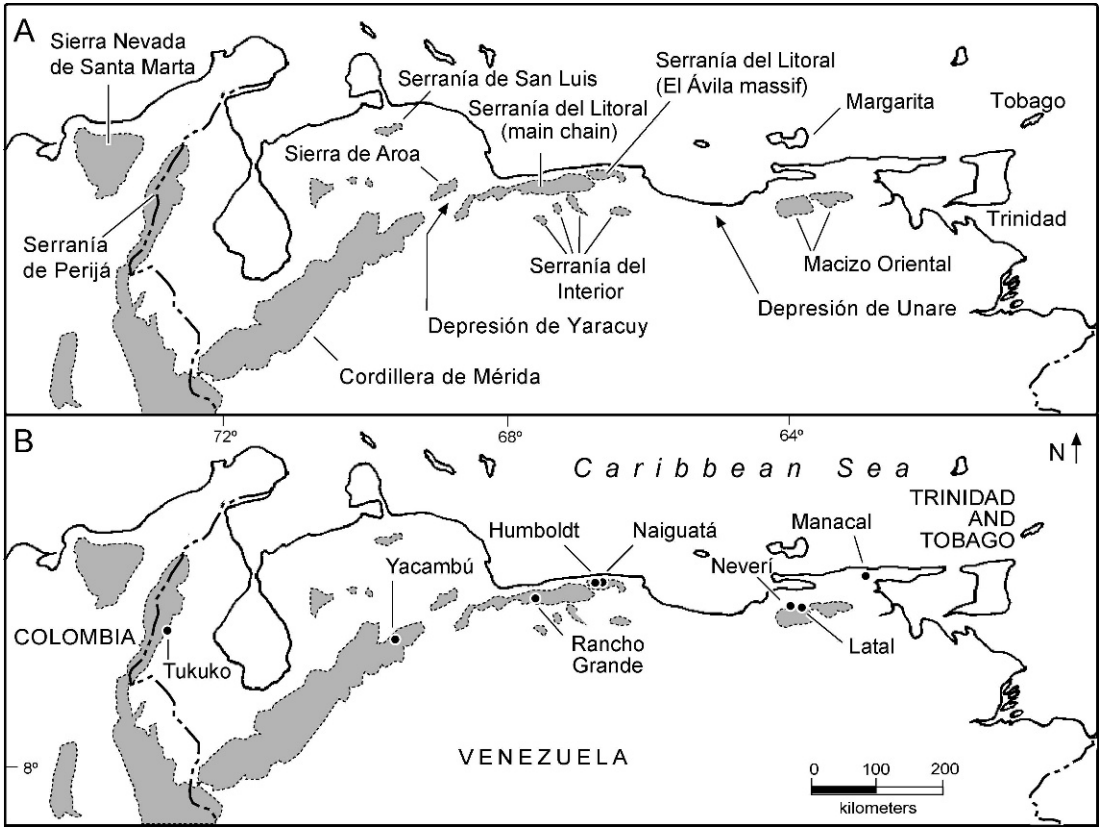 A
Sierra Nevada
de Santa Marta
Serranía de San Luis
Serranía del Litoral
(El Ávila massif)
Serranía del Litoral
(main chain)
Margarita
Tobago
Sierra de Aroa
Serranía
de Perijá
Serranía del
Interior
Macizo Oriental
Trinidad
Depresión de Yaracuy
Depresión de Unare
Cordillera de Mérida
B
72º
68º
64º
N
Caribbean Sea
TRINIDAD
AND
TOBAGO
Humboldt
Naiguatá
Manacal
Yacambú
Neverí
COLOMBIA
Tukuko
Rancho
Grande
Latal
VENEZUELA
8º
0 100 200
kilometers